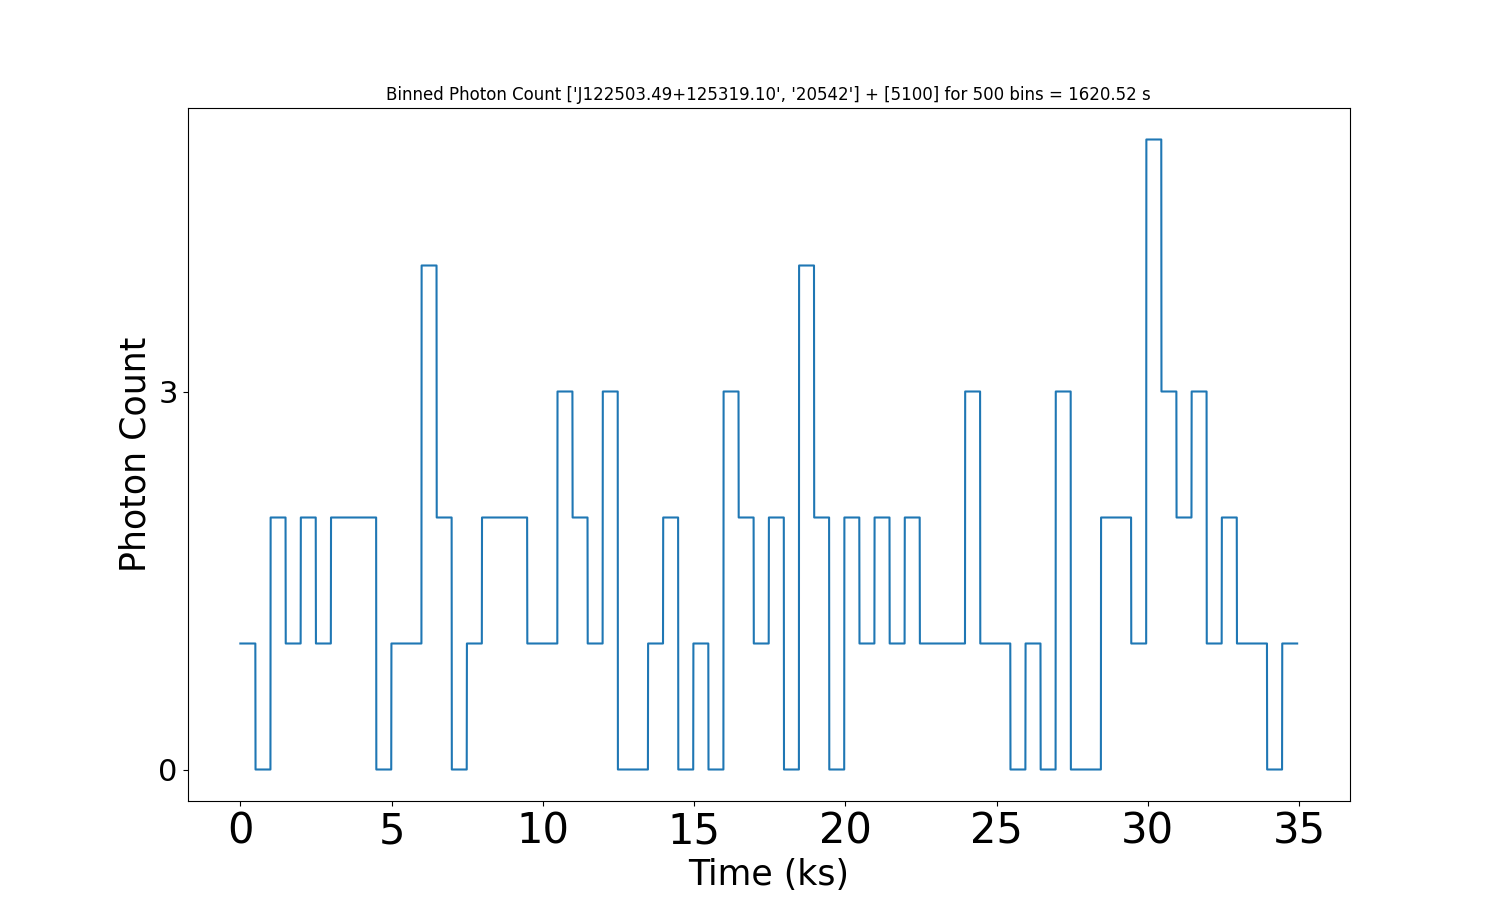 Binned Photon Count ['J122503.49+125319.10', '20542'] + [5100] for 500 bins = 1620.52 s
Photon Count
3
0
0 5 10 15 20 25 30 35
Time (ks)